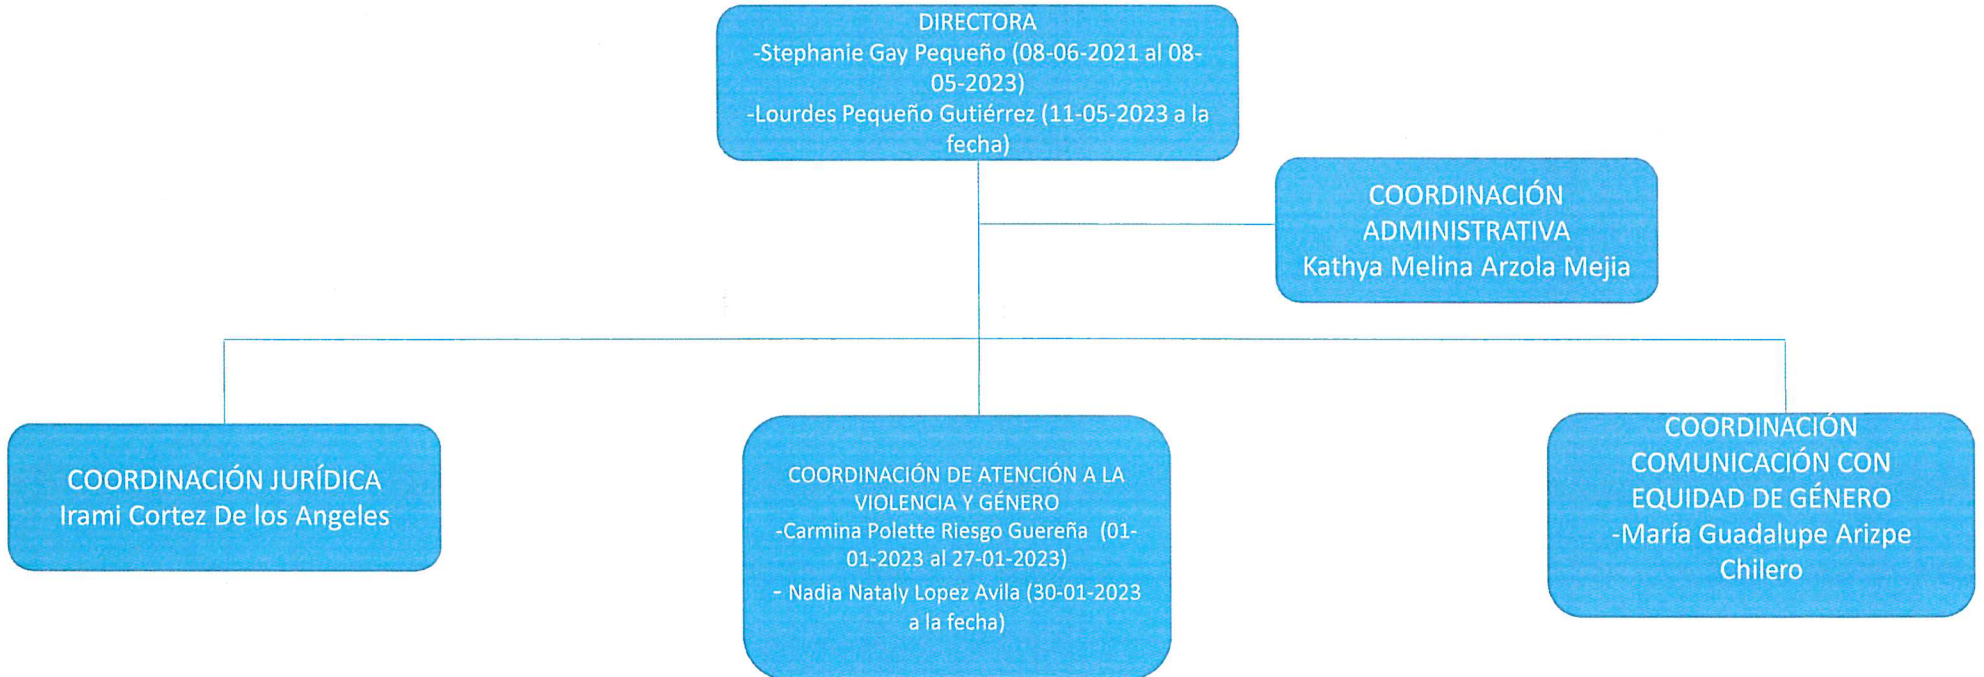 DIRECTORA
-Stephanie Gay Pequeño (08-06-2021 al 08-
05-2023)
-Lourdes Pequeño Gutiérrez (11-05-2023 a la
fecha)
COORDINACIÓN
ADMINISTRATIVA
Kathya Melina Arzola Mejia
COORDINACIÓN JURÍDICA
Irami Cortez De los Angeles
COORDINACIÓN DE ATENCIÓN A LA
VIOLENCIA Y GÉNERO
-Carmina Polette Riesgo Guereña (01-
01-2023 al 27-01-2023)
- Nadia Nataly Lopez Avila (30-01-2023
a la fecha)
COORDINACIÓN
COMUNICACIÓN CON
EQUIDAD DE GÉNERO
-María Guadalupe Arizpe
Chilero